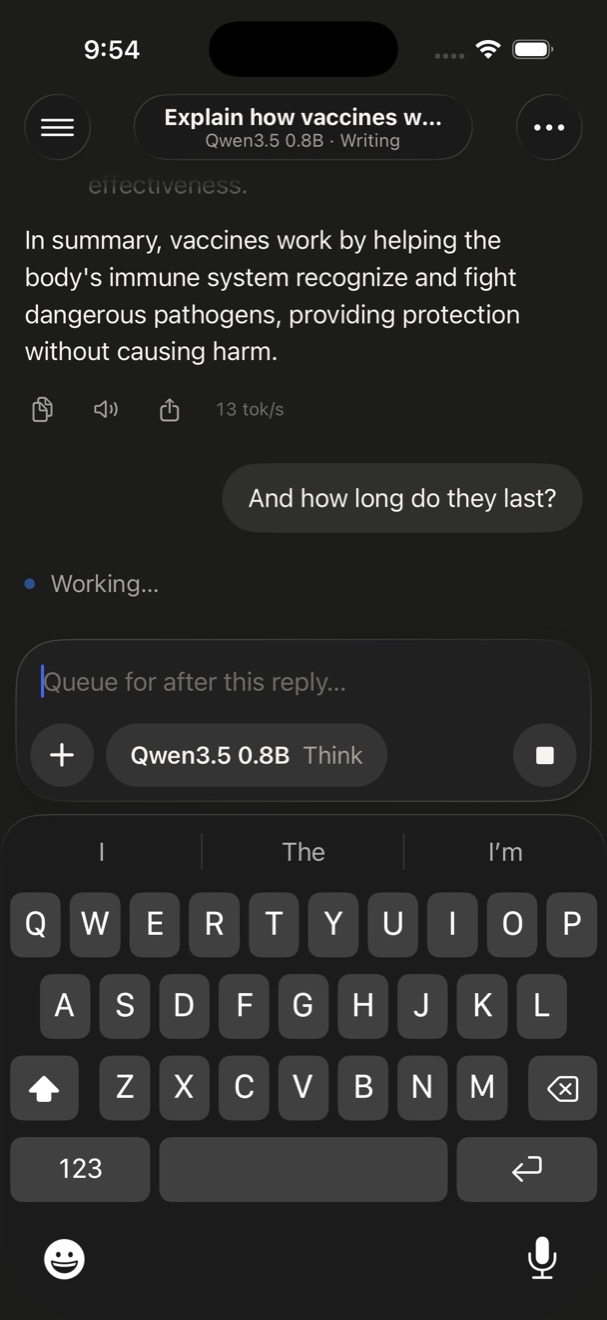 9:54
Explain how vaccines w...
Qwen3.5 0.8B · Writing
effectiveness.
In summary, vaccines work by helping the
body's immune system recognize and fight
dangerous pathogens, providing protection
without causing harm.
13 tok/s
And how long do they last?
Working...
Queue for after this reply...
Qwen3.5 0.8B Think
I The I’m
Q W E R T Y U I O P
A S D F G H J K L
Z X C V B N M
123